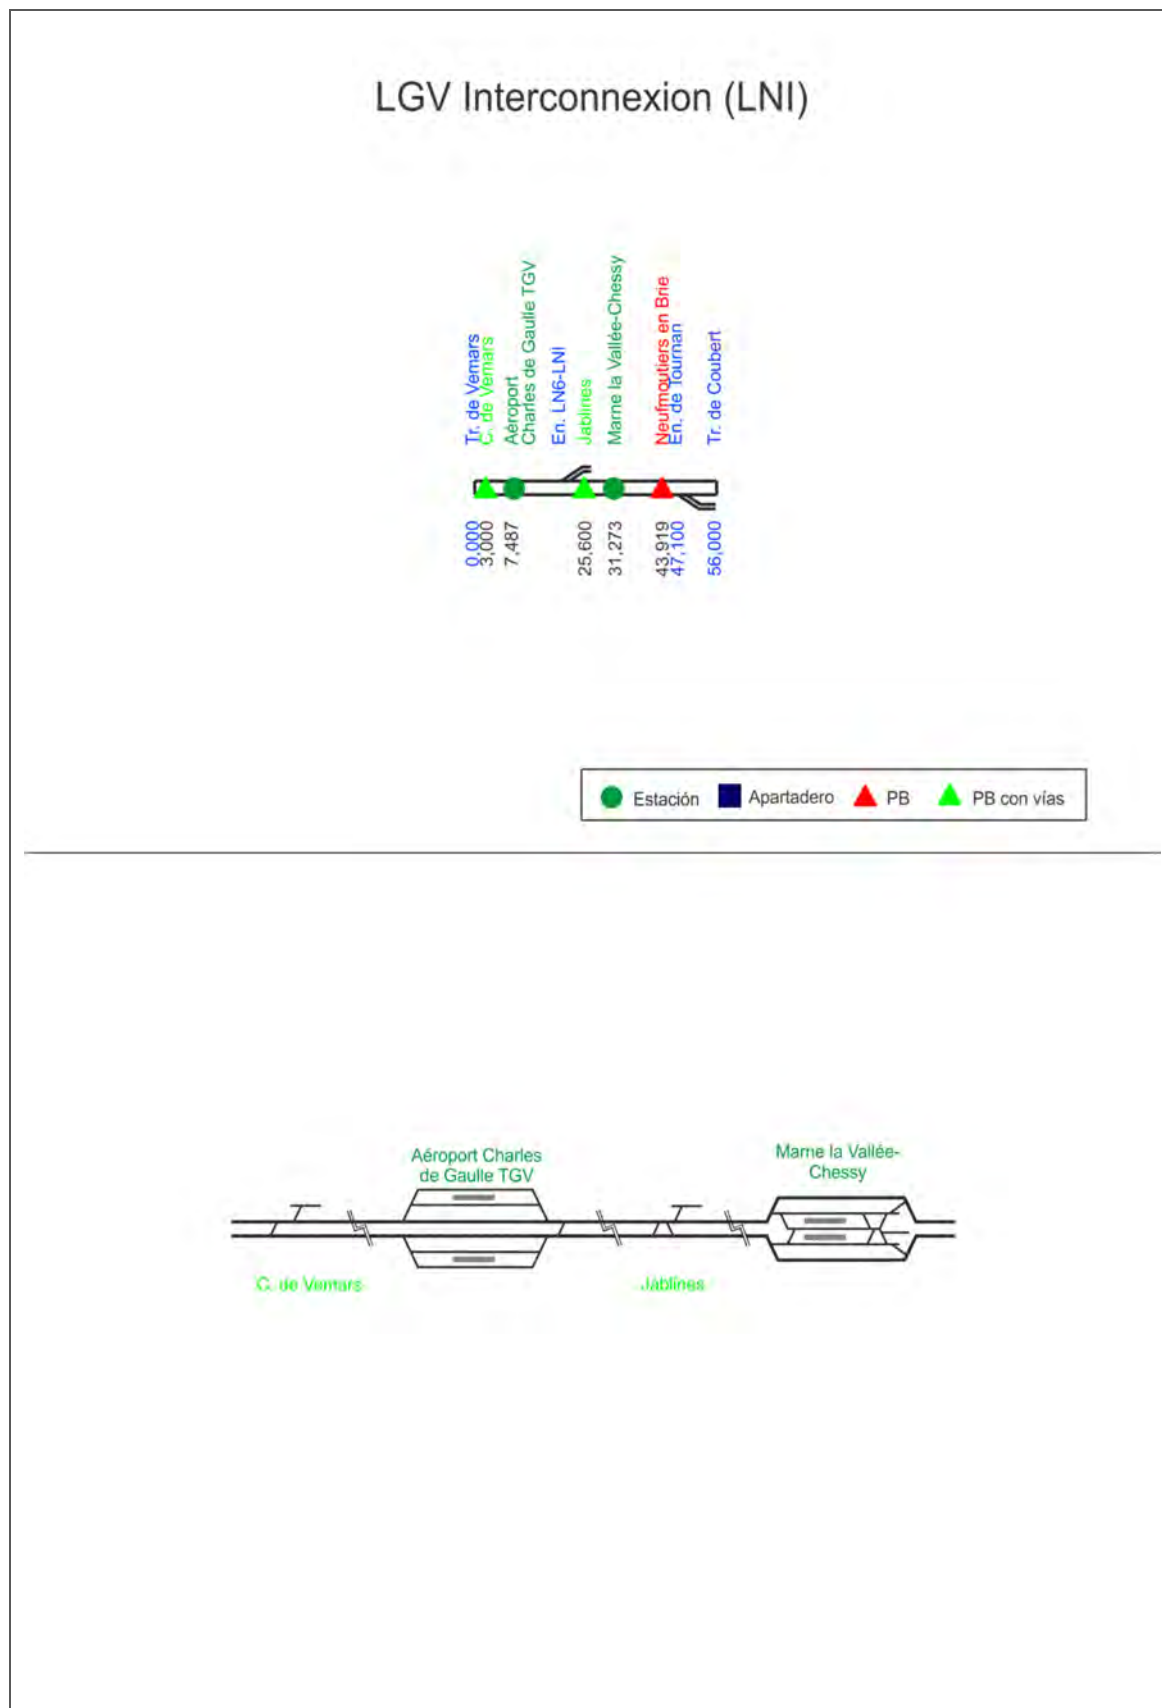 LGV Interconnexion (LNI)
Tr. de Vemars
C. de Vemars
Aéroport
Charles de Gaulle TGV
En. LN6-LNI
Jablines
Marne la Vallée-Chessy
Neufmoutiers en Brie
En. de Tournan
Tr. de Coubert
0,000
3,000
7,487
25,600
31,273
43,919
47,100
56,000
Estación
Apartadero
PB
PB con vías
Aéroport Charles
de Gaulle TGV
Marne la Vallée-
Chessy
C. de Vemars
Jablines